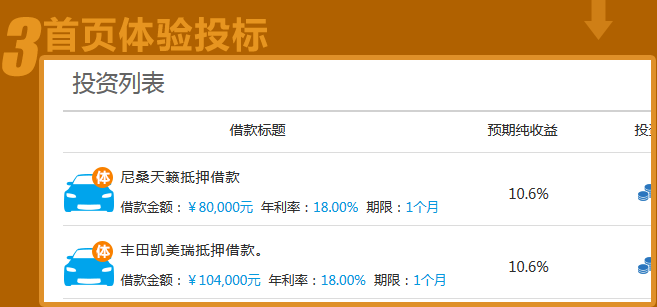 3 首页体验投标
投资列表
借款标题 预期纯收益 投
体 尼桑天籁抵押借款
借款金额：￥80,000元 年利率：18.00% 期限：1个月
10.6%
体 丰田凯美瑞抵押借款。
借款金额：￥104,000元 年利率：18.00% 期限：1个月
10.6%